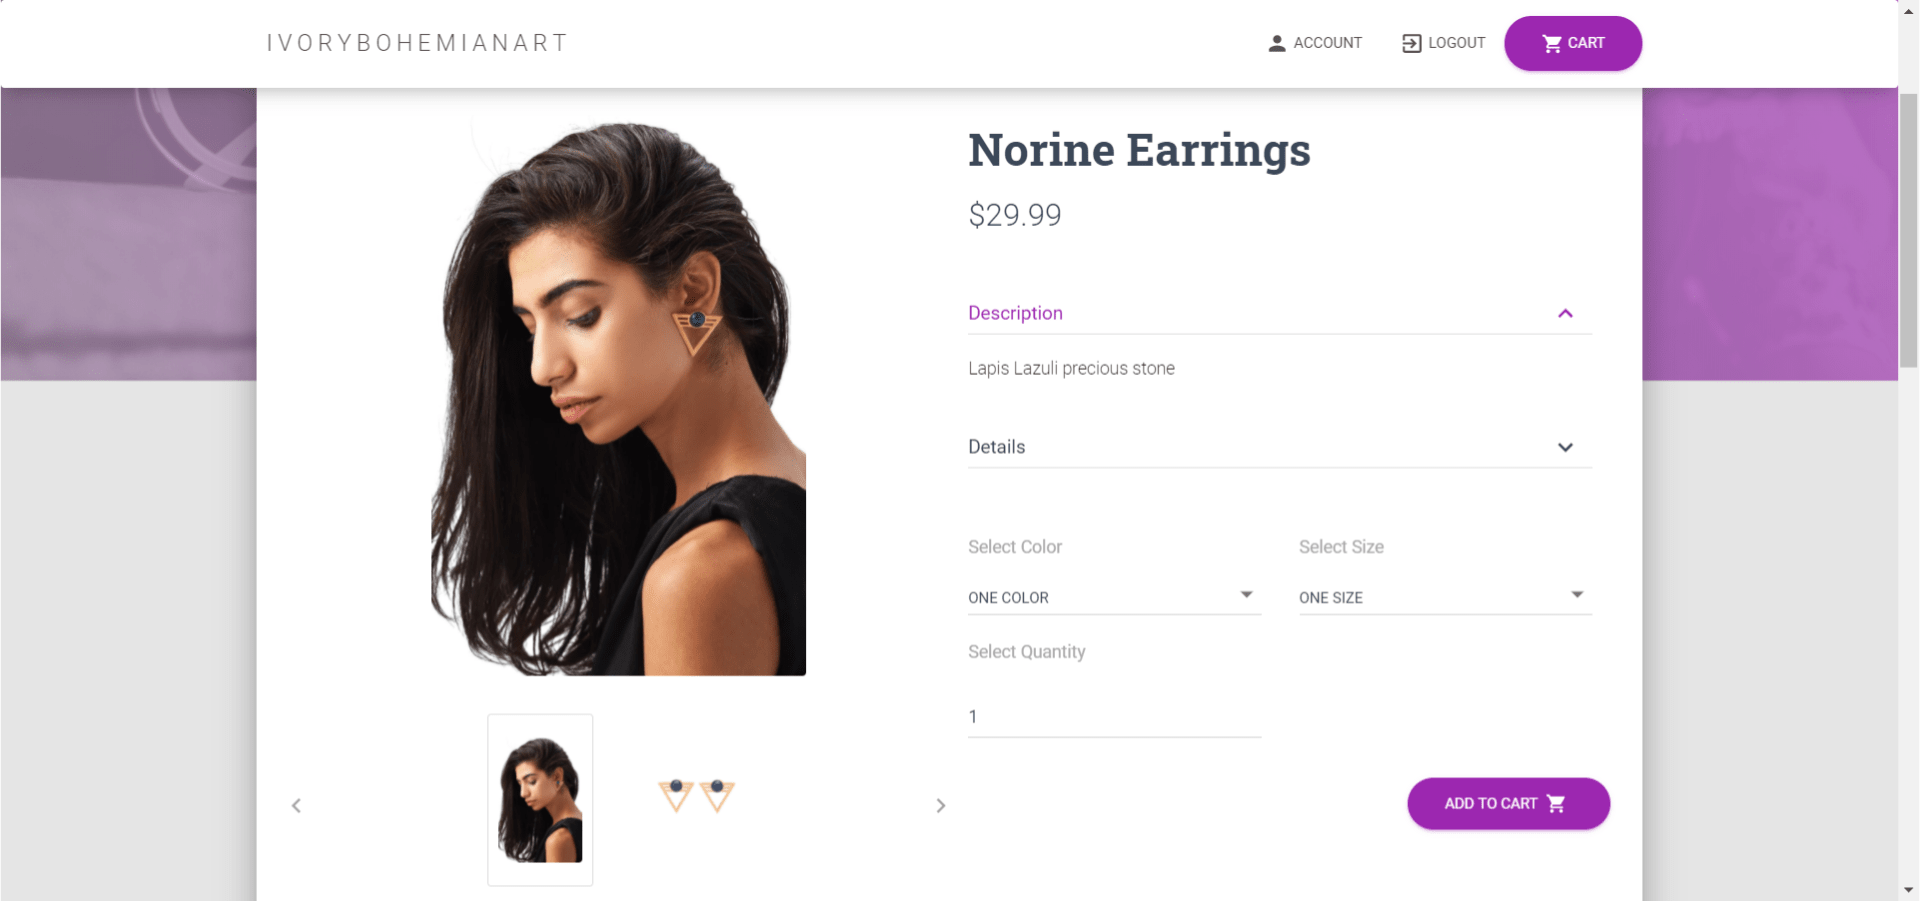 IVORYBOHEMIANART
ACCOUNT
LOGOUT
CART
Norine Earrings
$29.99
Description
Lapis Lazuli precious stone
Details
Select Color
Select Size
ONE COLOR
ONE SIZE
Select Quantity
1
ADD TO CART